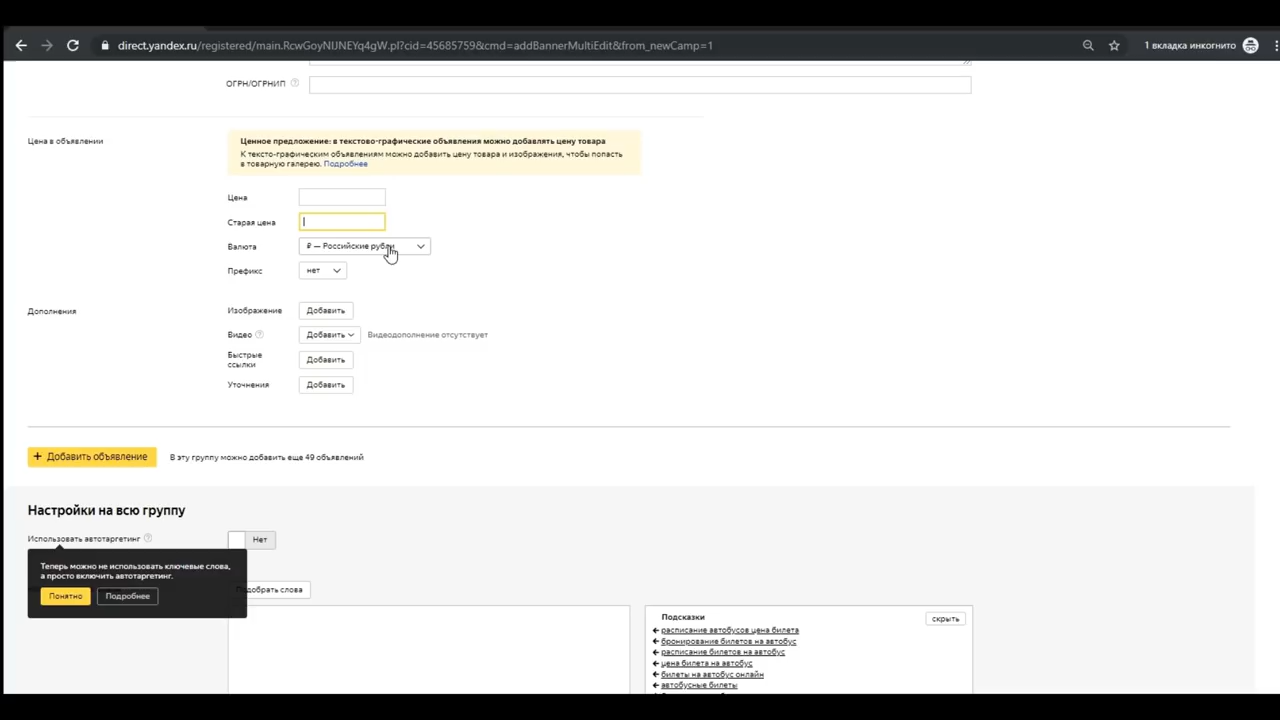 direct.yandex.ru/registered/main.RcwGoyNlJNEYq4gW.pl?cid=45685759&cmd=addBannerMultiEdit&from_newCamp=1
1 вкладка инкогнито
ОГРН/ОГРНИП
Цена в объявлении
Ценное предложение: в текстово-графические объявления можно добавлять цену товара
К тексто-графическим объявлениям можно добавить цену товара и изображения, чтобы попасть
в товарную галерею. Подробнее
Цена
Старая цена
Валюта
₽ — Российские рубли
Префикс
нет
Дополнения
Изображение
Добавить
Видео
Добавить
Видеодополнение отсутствует
Быстрые
ссылки
Добавить
Уточнения
Добавить
+ Добавить объявление
В эту группу можно добавить еще 49 объявлений
Настройки на всю группу
Использовать автотаргетинг
Нет
Теперь можно не использовать ключевые слова,
а просто включить автотаргетинг.
Понятно
Подробнее
Подобрать слова
Подсказки
скрыть
расписание автобусов цена билета
бронирование билетов на автобус
расписание билетов на автобус
цена билета на автобус
билеты на автобус онлайн
автобусные билеты